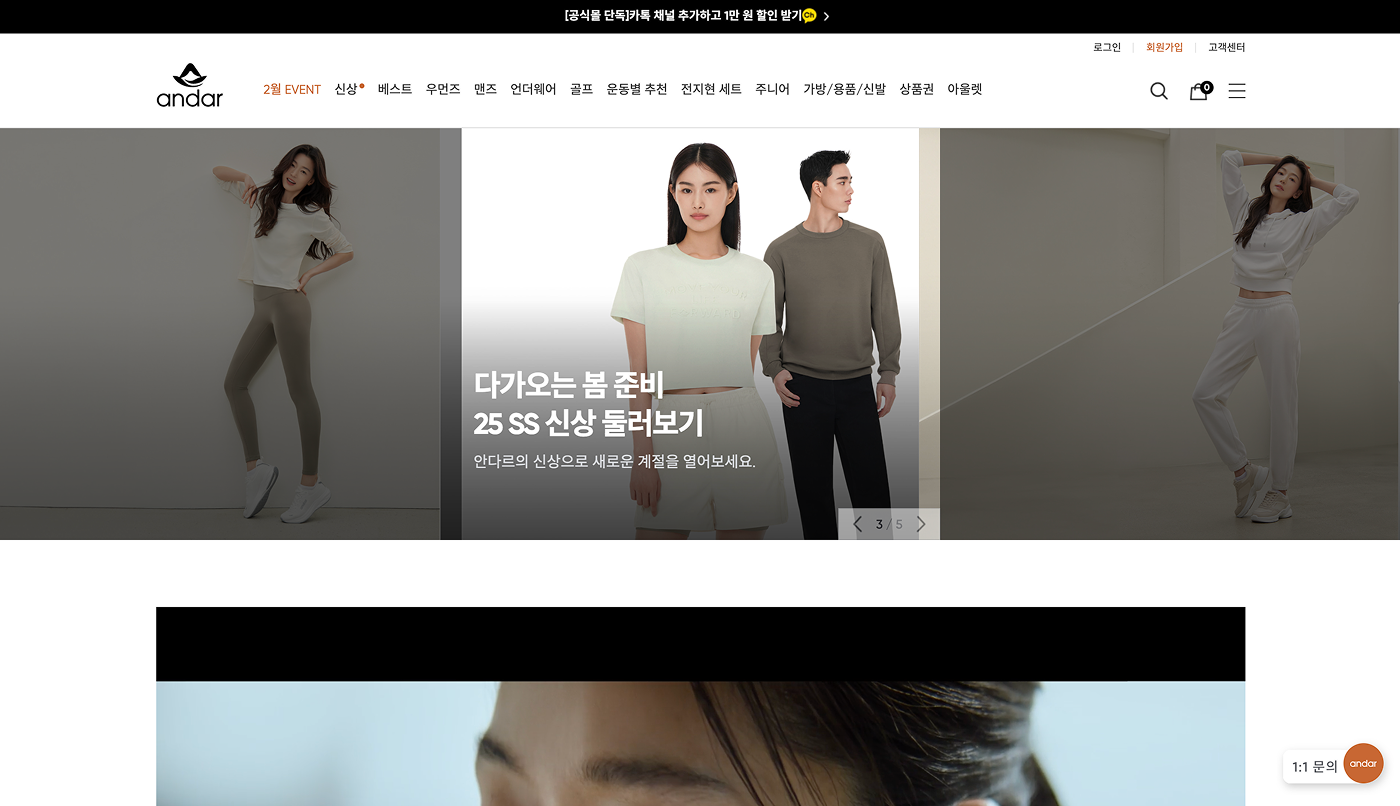 [공식몰 단독]카톡 채널 추가하고 1만 원 할인 받기 Ch
로그인 회원가입 고객센터
andar
2월 EVENT 신상 베스트 우먼즈 맨즈 언더웨어 골프 운동별 추천 전지현 세트 주니어 가방/용품/신발 상품권 아울렛
0
다가오는 봄 준비
25 SS 신상 둘러보기
안다르의 신상으로 새로운 계절을 열어보세요.
3 / 5
1:1 문의 andar